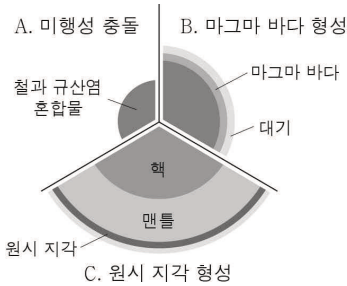 A. 미행성 충돌
B. 마그마 바다 형성
마그마 바다
철과 규산염
혼합물
대기
핵
맨틀
원시 지각
C. 원시 지각 형성